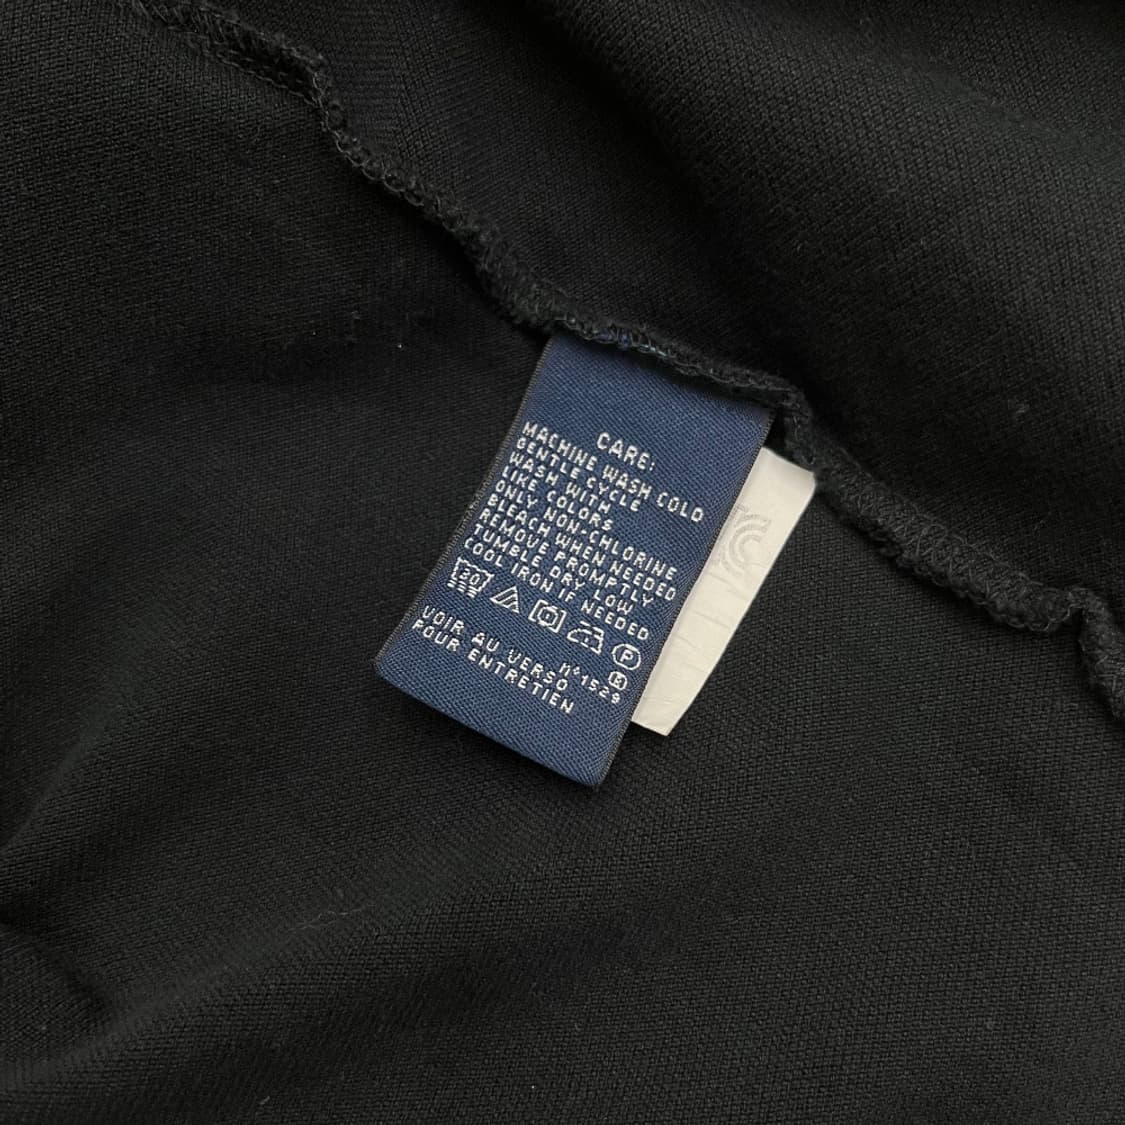 CARE:
MACHINE WASH COLD
GENTLE CYCLE
WASH WITH
LIKE COLORS
ONLY NON-CHLORINE
BLEACH WHEN NEEDED
REMOVE PROMPTLY
TUMBLE DRY LOW
COOL IRON IF NEEDED
30
P
n°1529 ®
VOIR AU VERSO
POUR ENTRETIEN